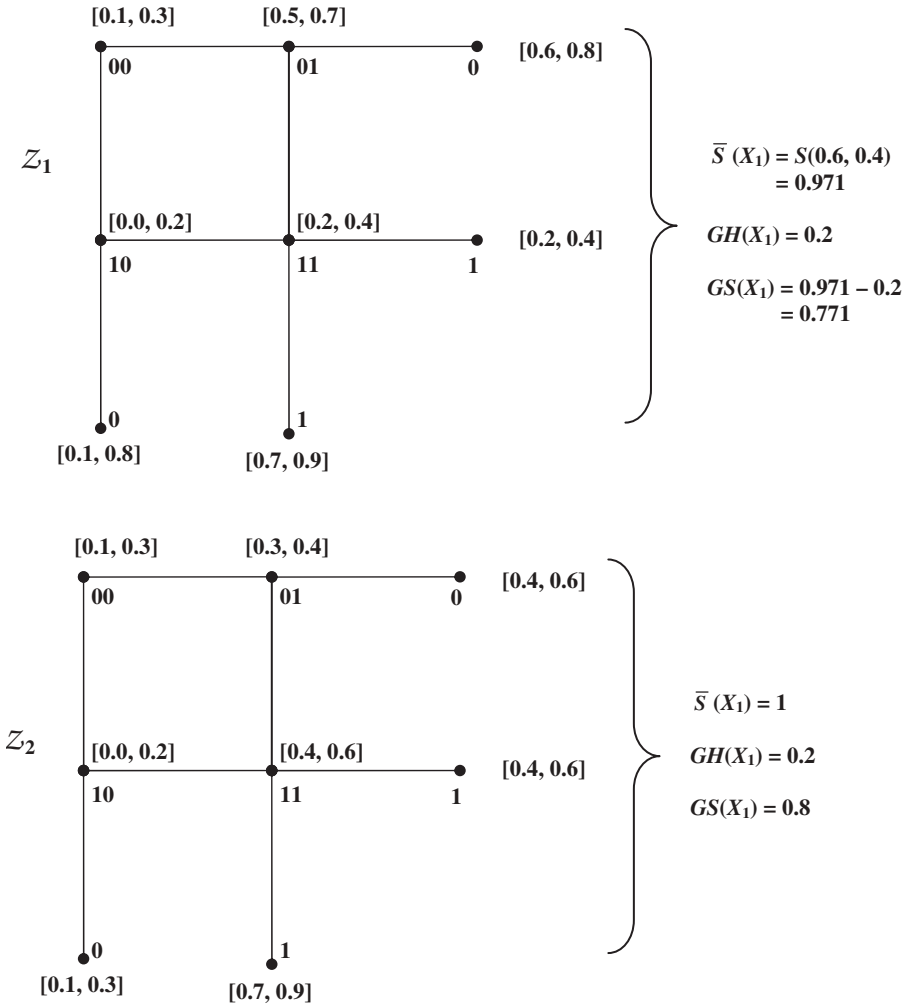 [0.1, 0.3] [0.5, 0.7]
00 01 0 [0.6, 0.8]
z1
S̅ (X1) = S(0.6, 0.4)
= 0.971
[0.0, 0.2] [0.2, 0.4]
10 11 1 [0.2, 0.4]
GH(X1) = 0.2
GS(X1) = 0.971 – 0.2
= 0.771
0 1
[0.1, 0.8] [0.7, 0.9]
[0.1, 0.3] [0.3, 0.4]
00 01 0 [0.4, 0.6]
z2
S̅ (X1) = 1
[0.0, 0.2] [0.4, 0.6]
10 11 1 [0.4, 0.6]
GH(X1) = 0.2
GS(X1) = 0.8
0 1
[0.1, 0.3] [0.7, 0.9]